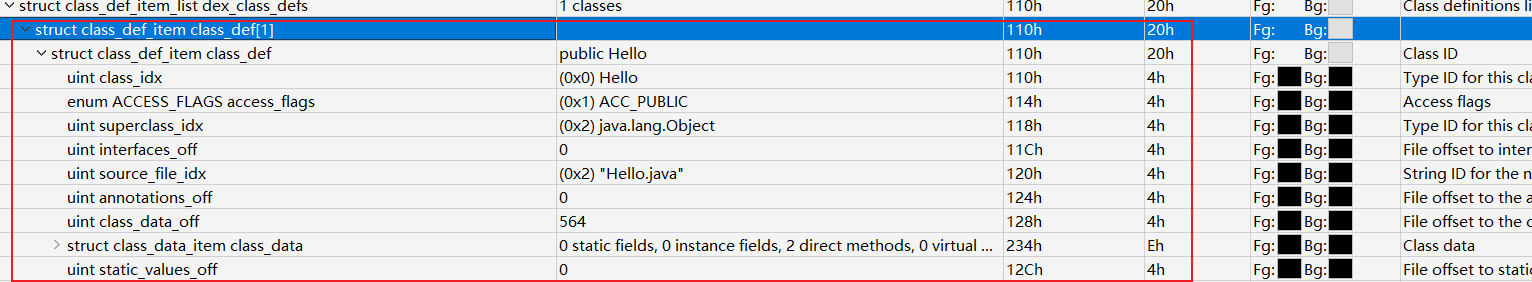 struct class_def_item_list dex_class_defs 1 classes 110h 20h Fg: Bg: Class definitions li
struct class_def_item class_def[1] 110h 20h Fg: Bg:
struct class_def_item class_def public Hello 110h 20h Fg: Bg: Class ID
uint class_idx (0x0) Hello 110h 4h Fg: Bg: Type ID for this cla
enum ACCESS_FLAGS access_flags (0x1) ACC_PUBLIC 114h 4h Fg: Bg: Access flags
uint superclass_idx (0x2) java.lang.Object 118h 4h Fg: Bg: Type ID for this cla
uint interfaces_off 0 11Ch 4h Fg: Bg: File offset to inter
uint source_file_idx (0x2) "Hello.java" 120h 4h Fg: Bg: String ID for the n
uint annotations_off 0 124h 4h Fg: Bg: File offset to the a
uint class_data_off 564 128h 4h Fg: Bg: File offset to the c
struct class_data_item class_data 0 static fields, 0 instance fields, 2 direct methods, 0 virtual ... 234h Eh Fg: Bg: Class data
uint static_values_off 0 12Ch 4h Fg: Bg: File offset to stati